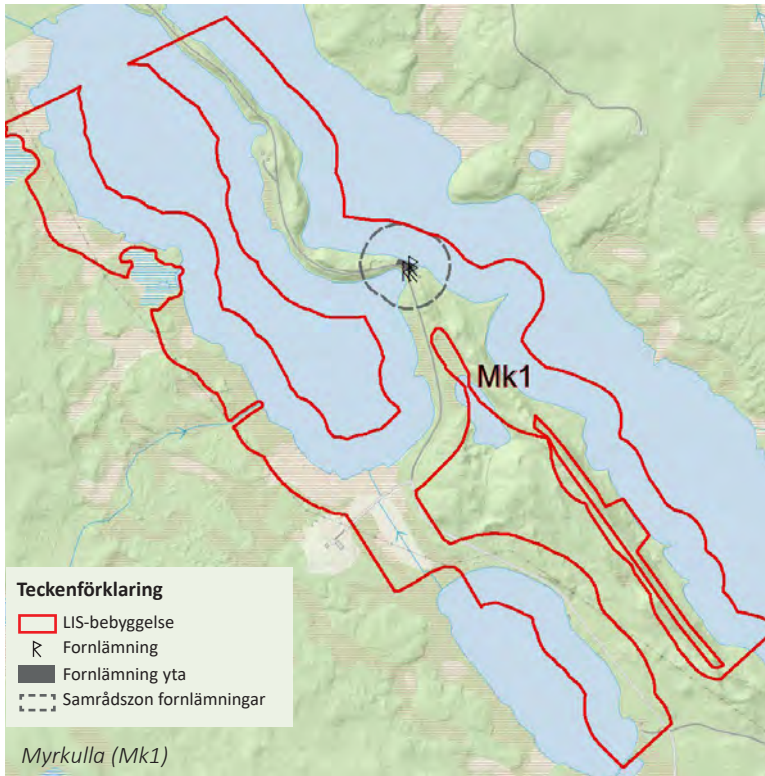 Mk1
Teckenförklaring
LIS-bebyggelse
Fornlämning
Fornlämning yta
Samrådszon fornlämningar
Myrkulla (Mk1)